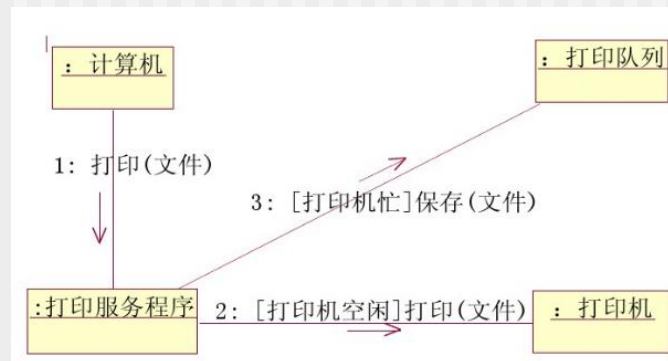 ：计算机
：打印队列
1: 打印(文件)
3: [打印机忙]保存(文件)
:打印服务程序
2: [打印机空闲]打印(文件)
：打印机